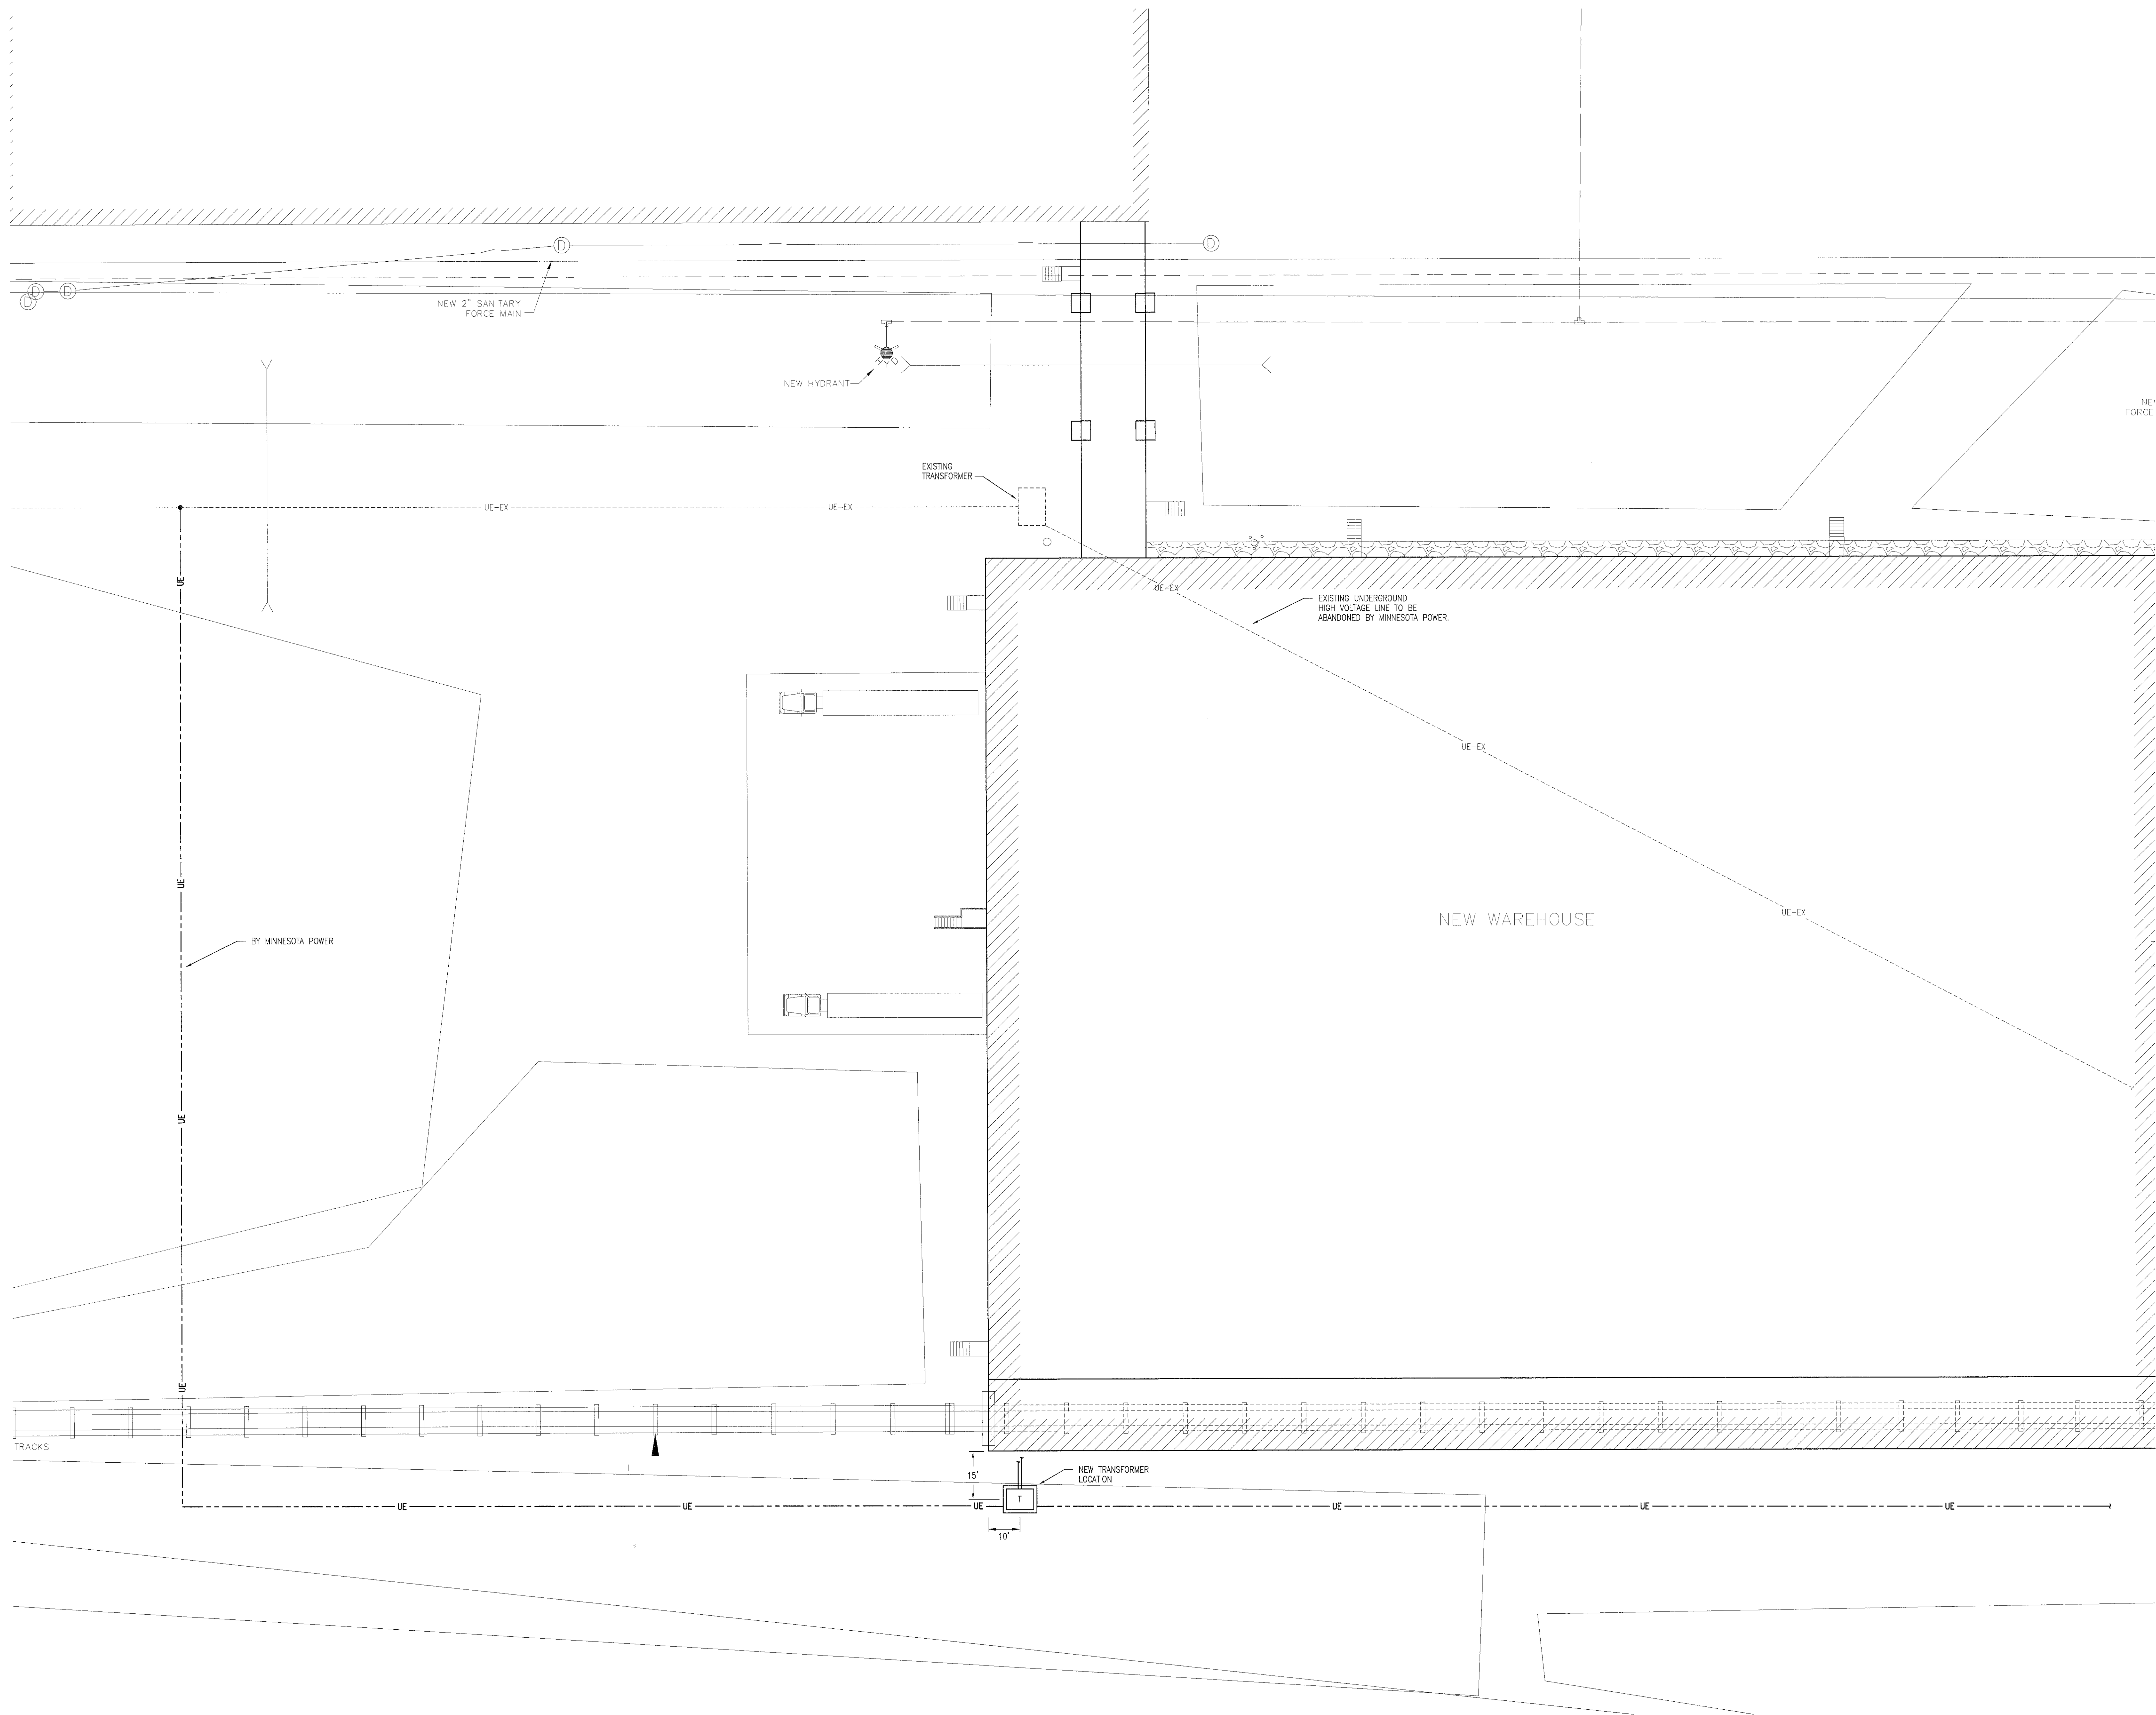 D
D
D
D
D
NEW 2" SANITARY
FORCE MAIN
HYD
NEW HYDRANT
FORCE
EXISTING
TRANSFORMER
UE-EX
UE-EX
UE
UE-EX
EXISTING UNDERGROUND
HIGH VOLTAGE LINE TO BE
ABANDONED BY MINNESOTA POWER.
UE-EX
UE
NEW WAREHOUSE
UE-EX
BY MINNESOTA POWER
UE
UE
TRACKS
15'
NEW TRANSFORMER
LOCATION
T
UE
UE
UE
UE
UE
UE
10'